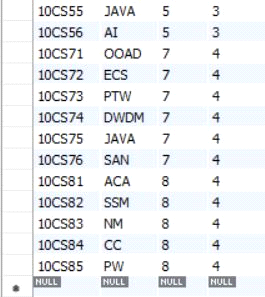 10CS55 JAVA 5 3
10CS56 AI 5 3
10CS71 OOAD 7 4
10CS72 ECS 7 4
10CS73 PTW 7 4
10CS74 DWDM 7 4
10CS75 JAVA 7 4
10CS76 SAN 7 4
10CS81 ACA 8 4
10CS82 SSM 8 4
10CS83 NM 8 4
10CS84 CC 8 4
10CS85 PW 8 4
NULL NULL NULL NULL